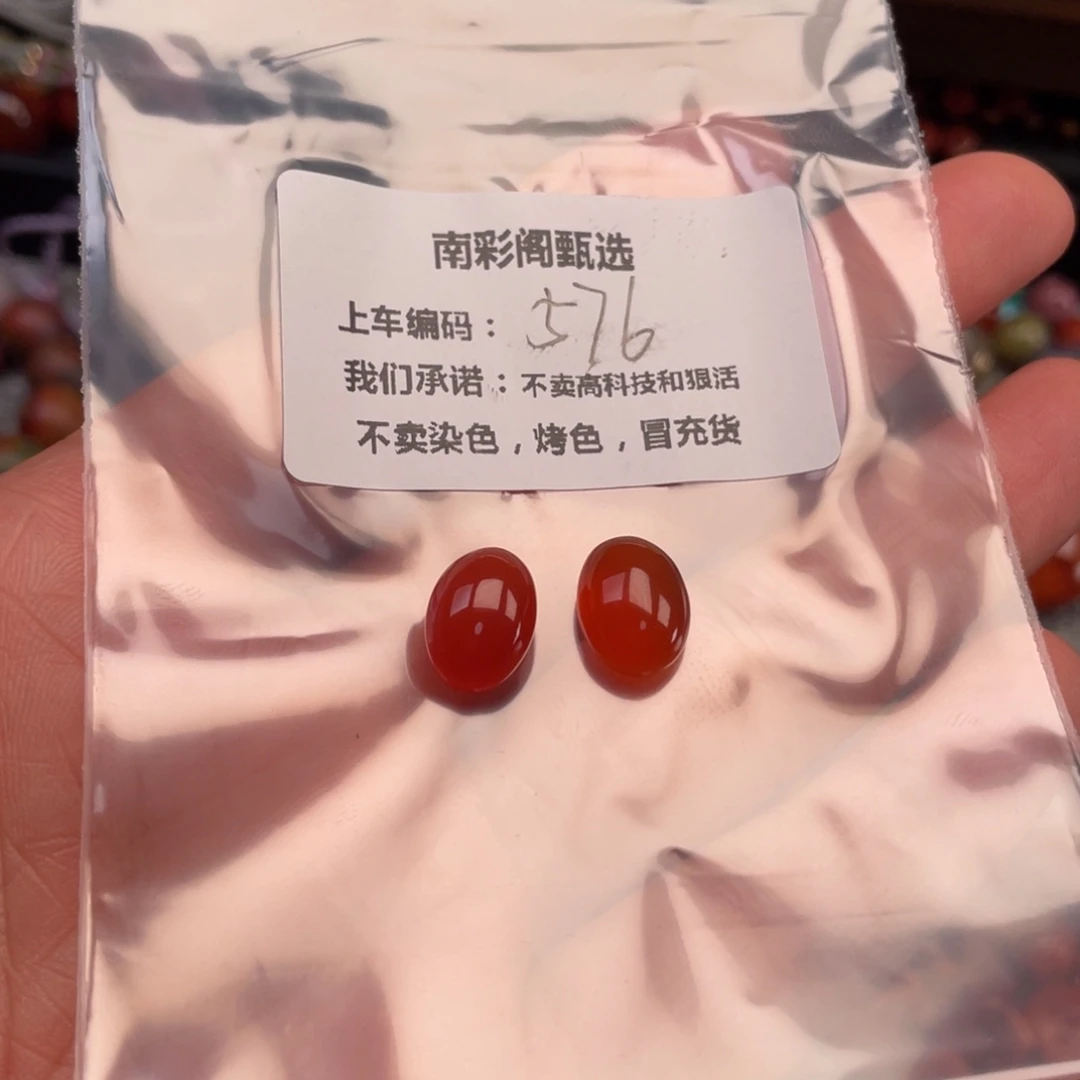 南彩阁甄选
上车编码：576
我们承诺：不卖高科技和狠活
不卖染色，烤色，冒充货